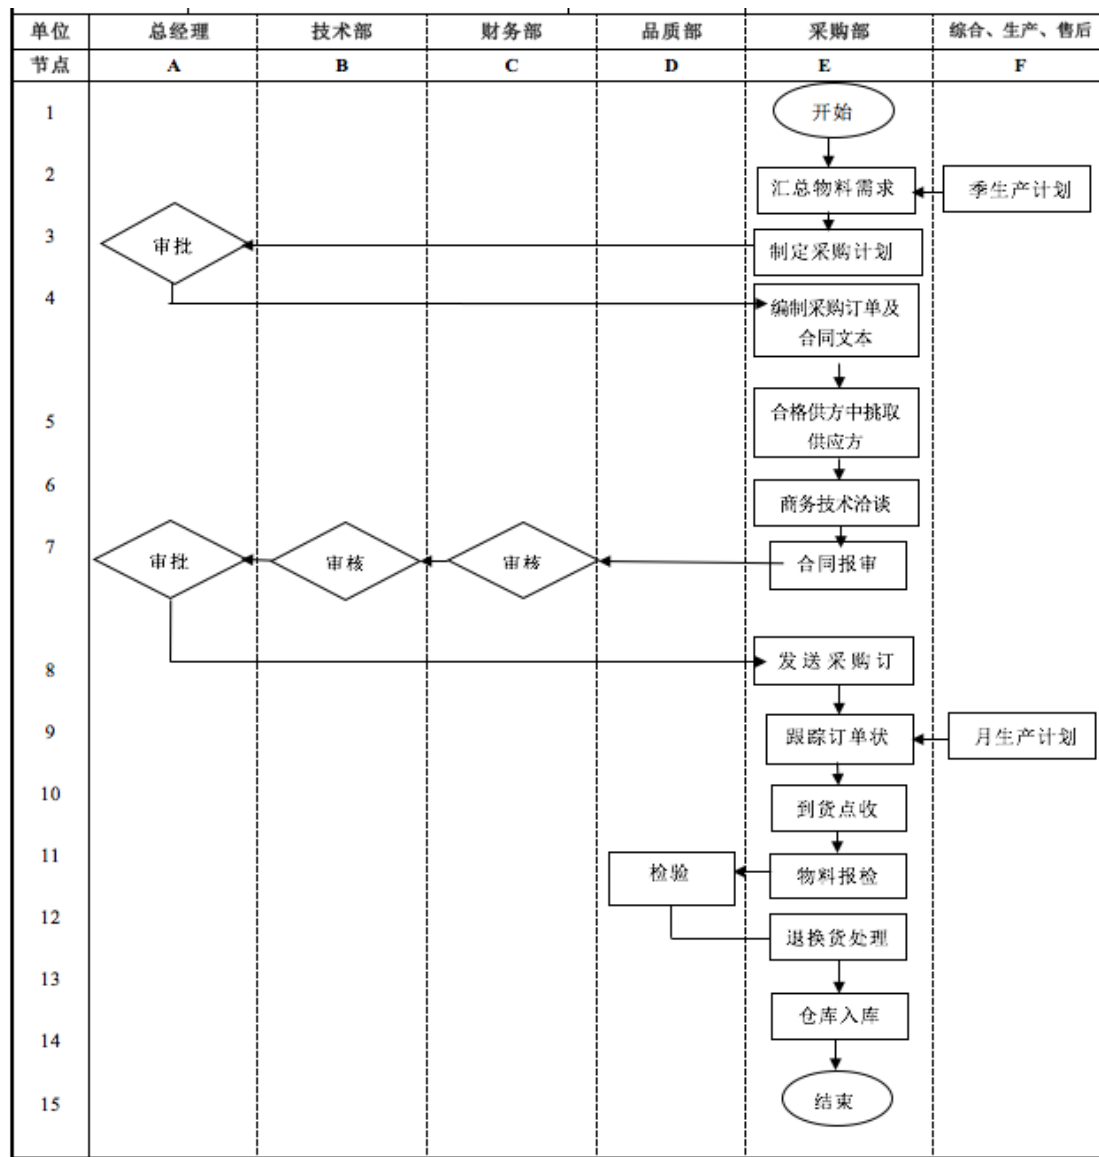 单位 总经理 技术部 财务部 品质部 采购部 综合、生产、售后
节点 A B C D E F
1
开始
2
汇总物料需求
季生产计划
3
审批
制定采购计划
4
编制采购订单及
合同文本
5
合格供方中挑取
供应方
6
商务技术洽谈
7
审批
审核
审核
合同报审
8
发送采购订
9
跟踪订单状
月生产计划
10
到货点收
11
检验
物料报检
12
退换货处理
13
仓库入库
14
15
结束